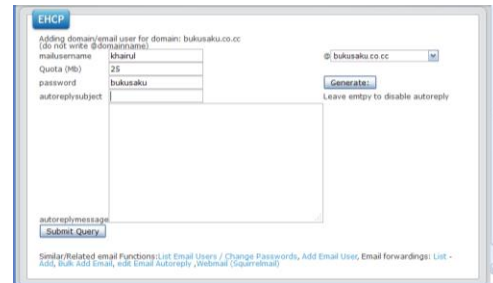 EHCP
Adding domain/email user for domain: bukusaku.co.cc
(do not write @domainname)
mailusername khairul @ bukusaku.co.cc
Quota (Mb) 25
password bukusaku Generate:
autoreplysubject Leave emtpy to disable autoreply
autoreplymessage
Submit Query
Similar/Related email Functions:List Email Users / Change Passwords, Add Email User, Email forwardings: List -
Add, Bulk Add Email, edit Email Autoreply ,Webmail (Squirrelmail)